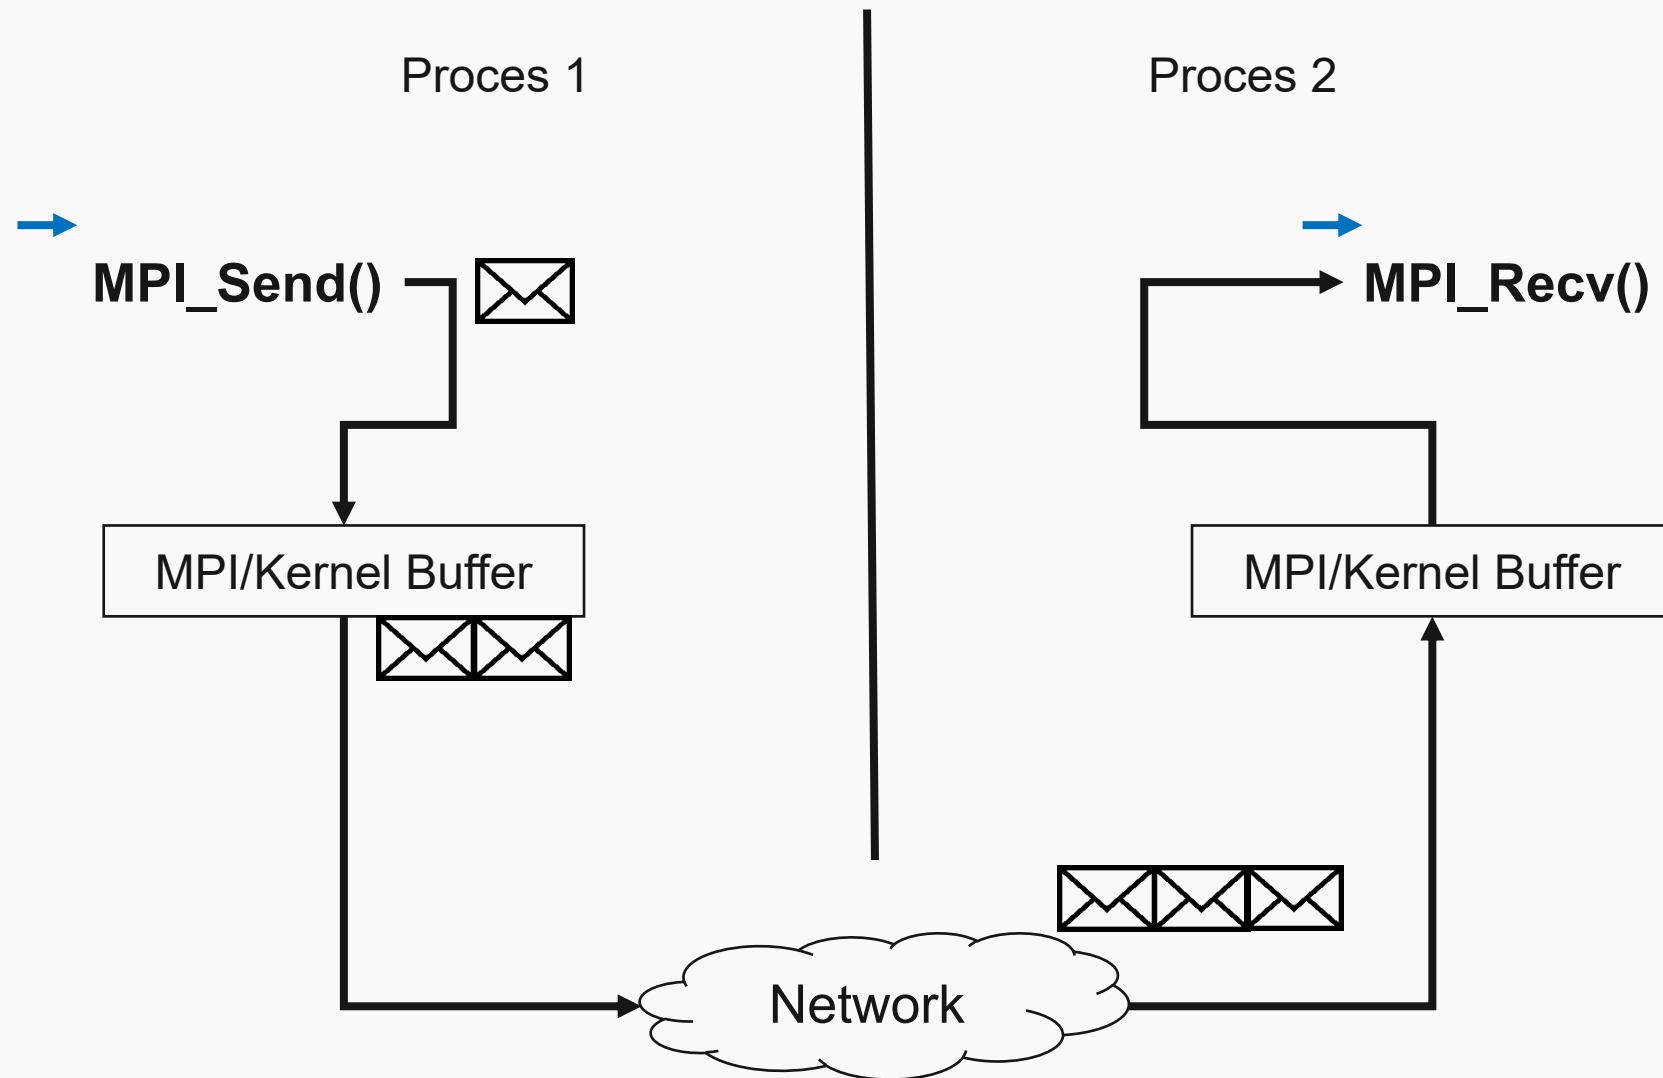 Proces 1
Proces 2
MPI_Send()
MPI_Recv()
MPI/Kernel Buffer
MPI/Kernel Buffer
Network